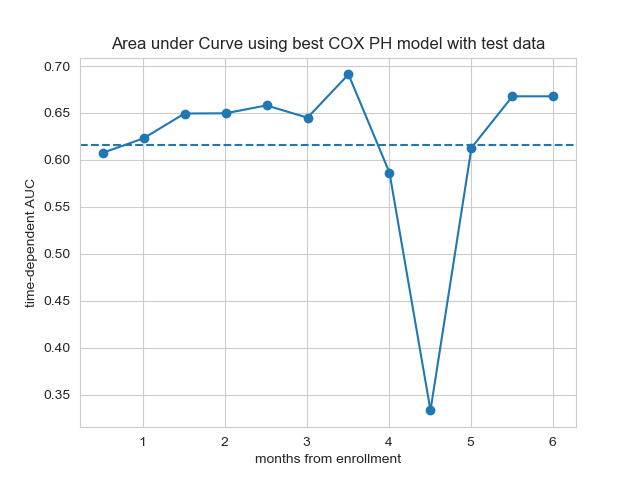 Area under Curve using best COX PH model with test data
0.70
0.65
0.60
0.55
0.50
0.45
0.40
0.35
time-dependent AUC
1 2 3 4 5 6
months from enrollment